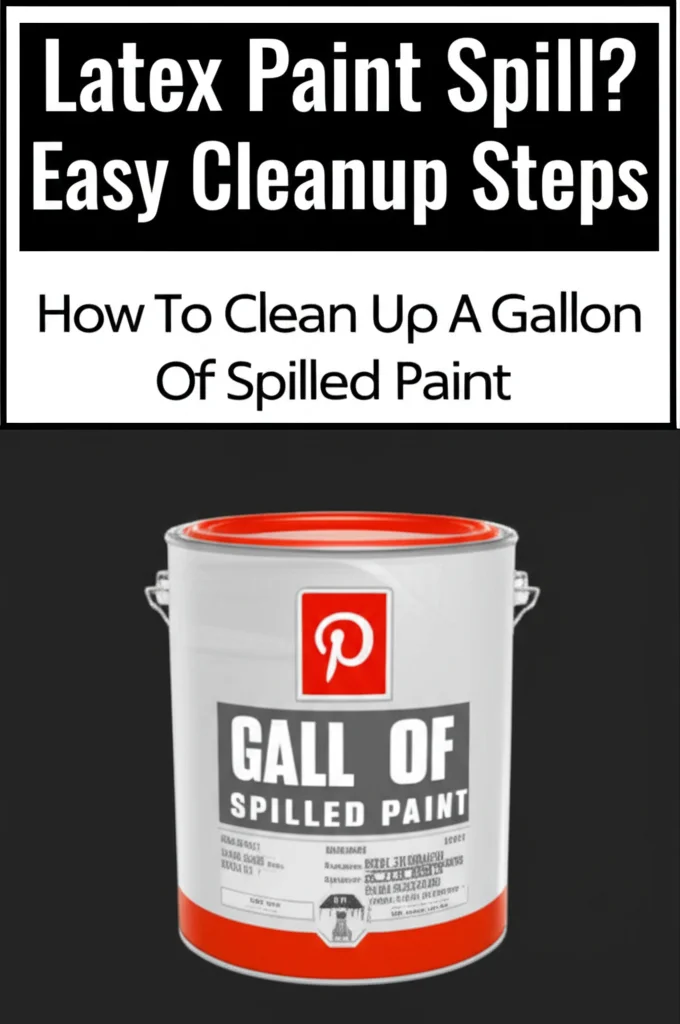 Latex Paint Spill?
Easy Cleanup Steps
How To Clean Up A Gallon
Of Spilled Paint
GALL OF
SPILLED PAINT